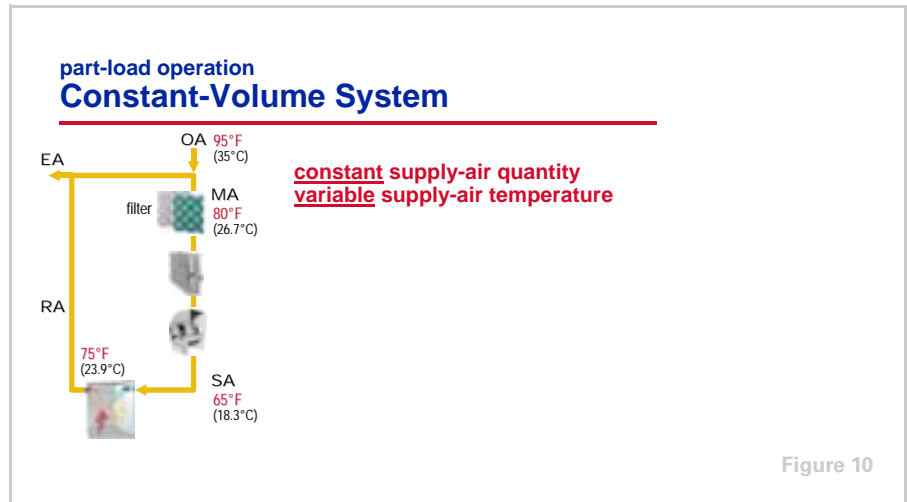 part-load operation
Constant-Volume System
OA 95°F
(35°C)
EA
constant supply-air quantity
variable supply-air temperature
MA
filter
80°F
(26.7°C)
RA
75°F
(23.9°C)
SA
65°F
(18.3°C)
Figure 10